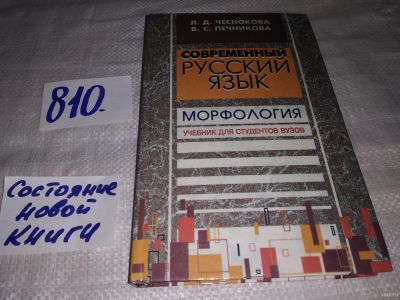 Л. Д. ЧЕСНОКОВА
В. С. ПЕЧНИКОВА
СОВРЕМЕННЫЙ
РУССКИЙ
ЯЗЫК
МОРФОЛОГИЯ
УЧЕБНИК ДЛЯ СТУДЕНТОВ ВУЗОВ
810.
Состояние
новой
книги